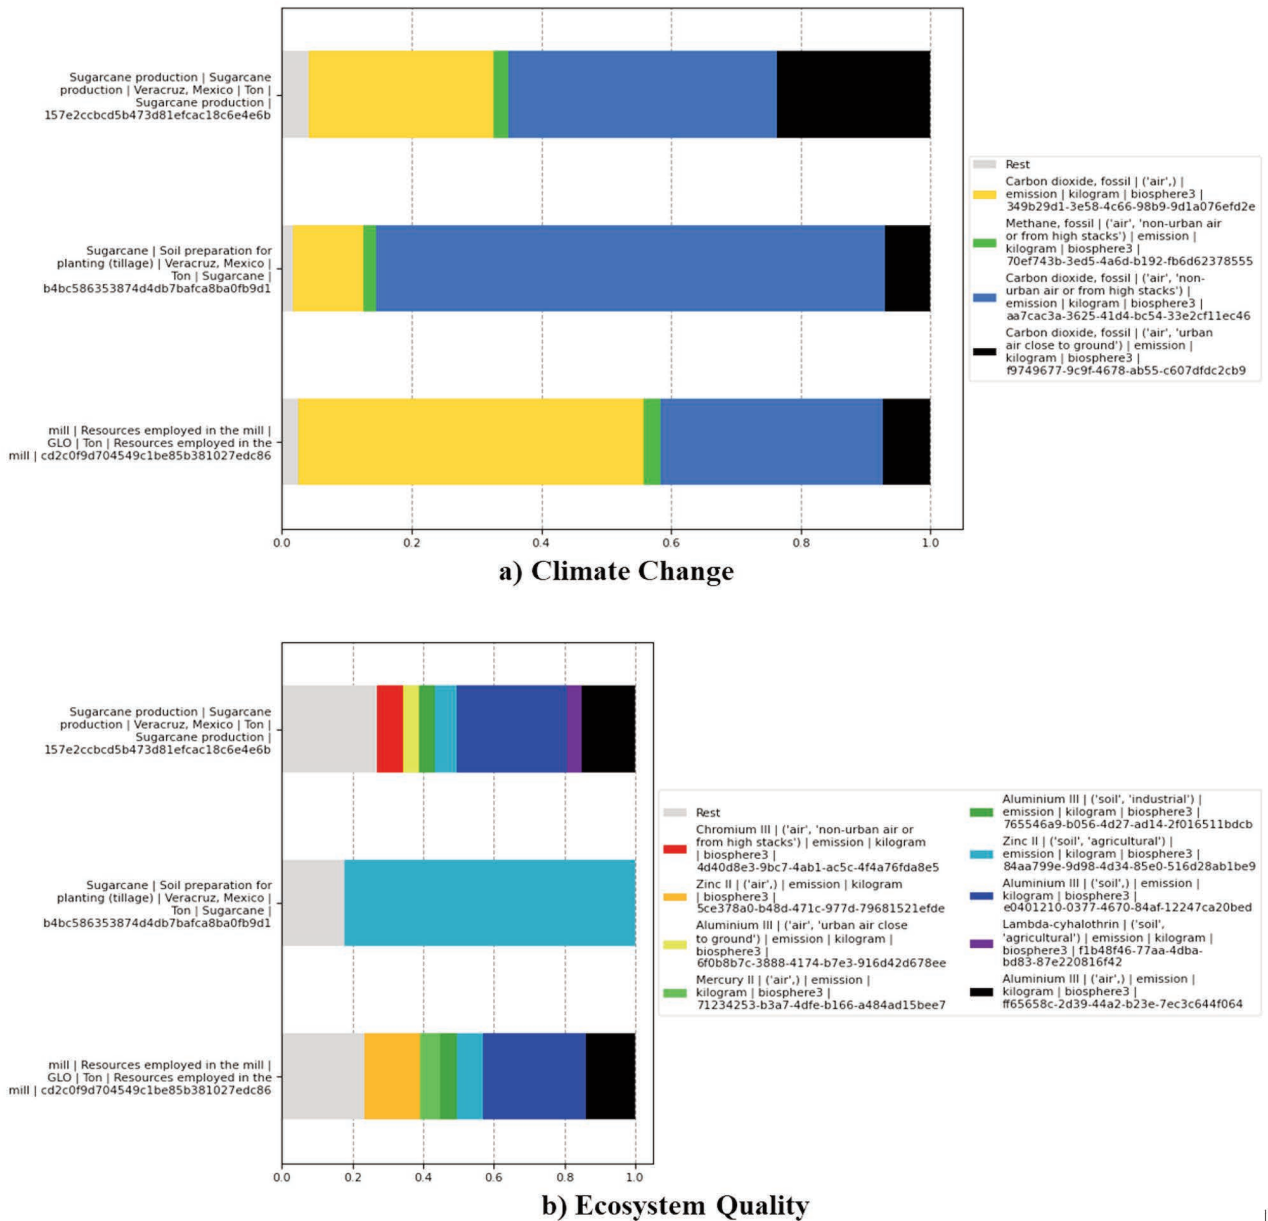 Sugarcane production | Sugarcane
production | Veracruz, Mexico | Ton |
Sugarcane production |
157e2ccbcd5b473d81efcac18c6e4e6b
Sugarcane | Soil preparation for
planting (tillage) | Veracruz, Mexico |
Ton | Sugarcane |
b4bc586353874d4db7bafca8ba0fb9d1
mill | Resources employed in the mill |
GLO | Ton | Resources employed in the
mill | cd2c0f9d704549c1be85b381027edc86
0.0
0.2
0.4
0.6
0.8
1.0
Rest
Carbon dioxide, fossil | ('air',) |
emission | kilogram | biosphere3 |
349b29d1-3e58-4c66-98b9-9d1a076efd2e
Methane, fossil | ('air', 'non-urban air
or from high stacks') | emission |
kilogram | biosphere3 |
70ef743b-3ed5-4a6d-b192-fb6d62378555
Carbon dioxide, fossil | ('air', 'non-
urban air or from high stacks') |
emission | kilogram | biosphere3 |
aa7cac3a-3625-41d4-bc54-33e2cf11ec46
Carbon dioxide, fossil | ('air', 'urban
air close to ground') | emission |
kilogram | biosphere3 |
f9749677-9c9f-4678-ab55-c607dfdc2cb9
a) Climate Change
Sugarcane production | Sugarcane
production | Veracruz, Mexico | Ton |
Sugarcane production |
157e2ccbcd5b473d81efcac18c6e4e6b
Sugarcane | Soil preparation for
planting (tillage) | Veracruz, Mexico |
Ton | Sugarcane |
b4bc586353874d4db7bafca8ba0fb9d1
mill | Resources employed in the mill |
GLO | Ton | Resources employed in the
mill | cd2c0f9d704549c1be85b381027edc86
0.0
0.2
0.4
0.6
0.8
1.0
Rest
Chromium III | ('air', 'non-urban air or
from high stacks') | emission | kilogram
| biosphere3 |
4d40d8e3-9bc7-4ab1-ac5c-4f4a76fda8e5
Zinc II | ('air',) | emission | kilogram
| biosphere3 |
5ce378a0-b48d-471c-977d-79681521efde
Aluminium III | ('air', 'urban air close
to ground') | emission | kilogram |
biosphere3 |
6f0b8b7c-3888-4174-b7e3-916d42d678ee
Mercury II | ('air',) | emission |
kilogram | biosphere3 |
71234253-b3a7-4dfe-b166-a484ad15bee7
Aluminium III | ('soil', 'industrial') |
emission | kilogram | biosphere3 |
765546a9-b056-4d27-ad14-2f016511bdcb
Zinc II | ('soil', 'agricultural') |
emission | kilogram | biosphere3 |
84aa799e-9d98-4d34-85e0-516d28ab1be9
Aluminium III | ('soil',) | emission |
kilogram | biosphere3 |
e0401210-0377-4670-84af-12247ca20bed
Lambda-cyhalothrin | ('soil',
'agricultural') | emission | kilogram |
biosphere3 | f1b48f46-77aa-4dba-
bd83-87e220816f42
Aluminium III | ('air',) | emission |
kilogram | biosphere3 |
ff65658c-2d39-44a2-b23e-7ec3c644f064
b) Ecosystem Quality